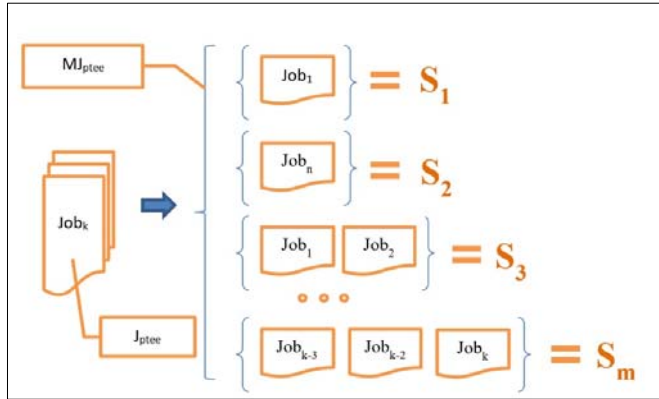 MJptee
Job1
= S1
Jobn
= S2
Jobk
Job1
Job2
= S3
Jptee
Jobk-3
Jobk-2
Jobk
= Sm